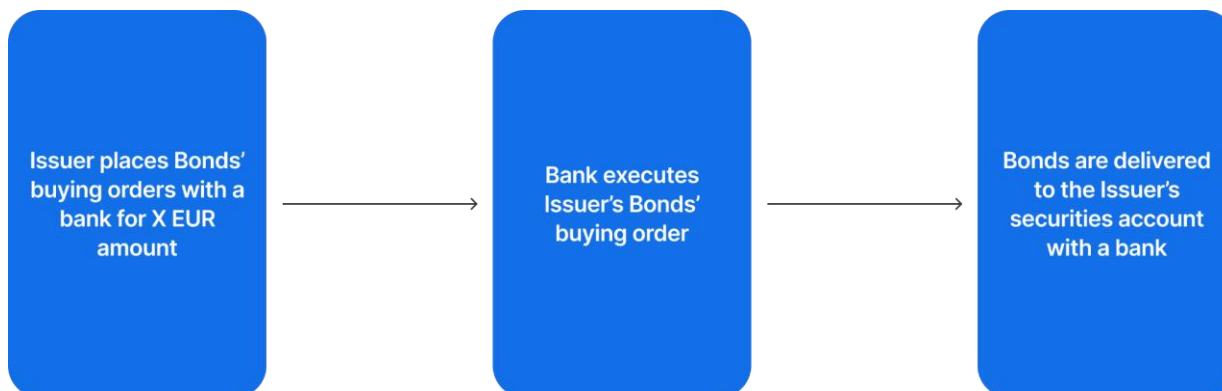 Issuer places Bonds’
buying orders with a
bank for X EUR
amount
Bank executes
Issuer’s Bonds’
buying order
Bonds are delivered
to the Issuer’s
securities account
with a bank